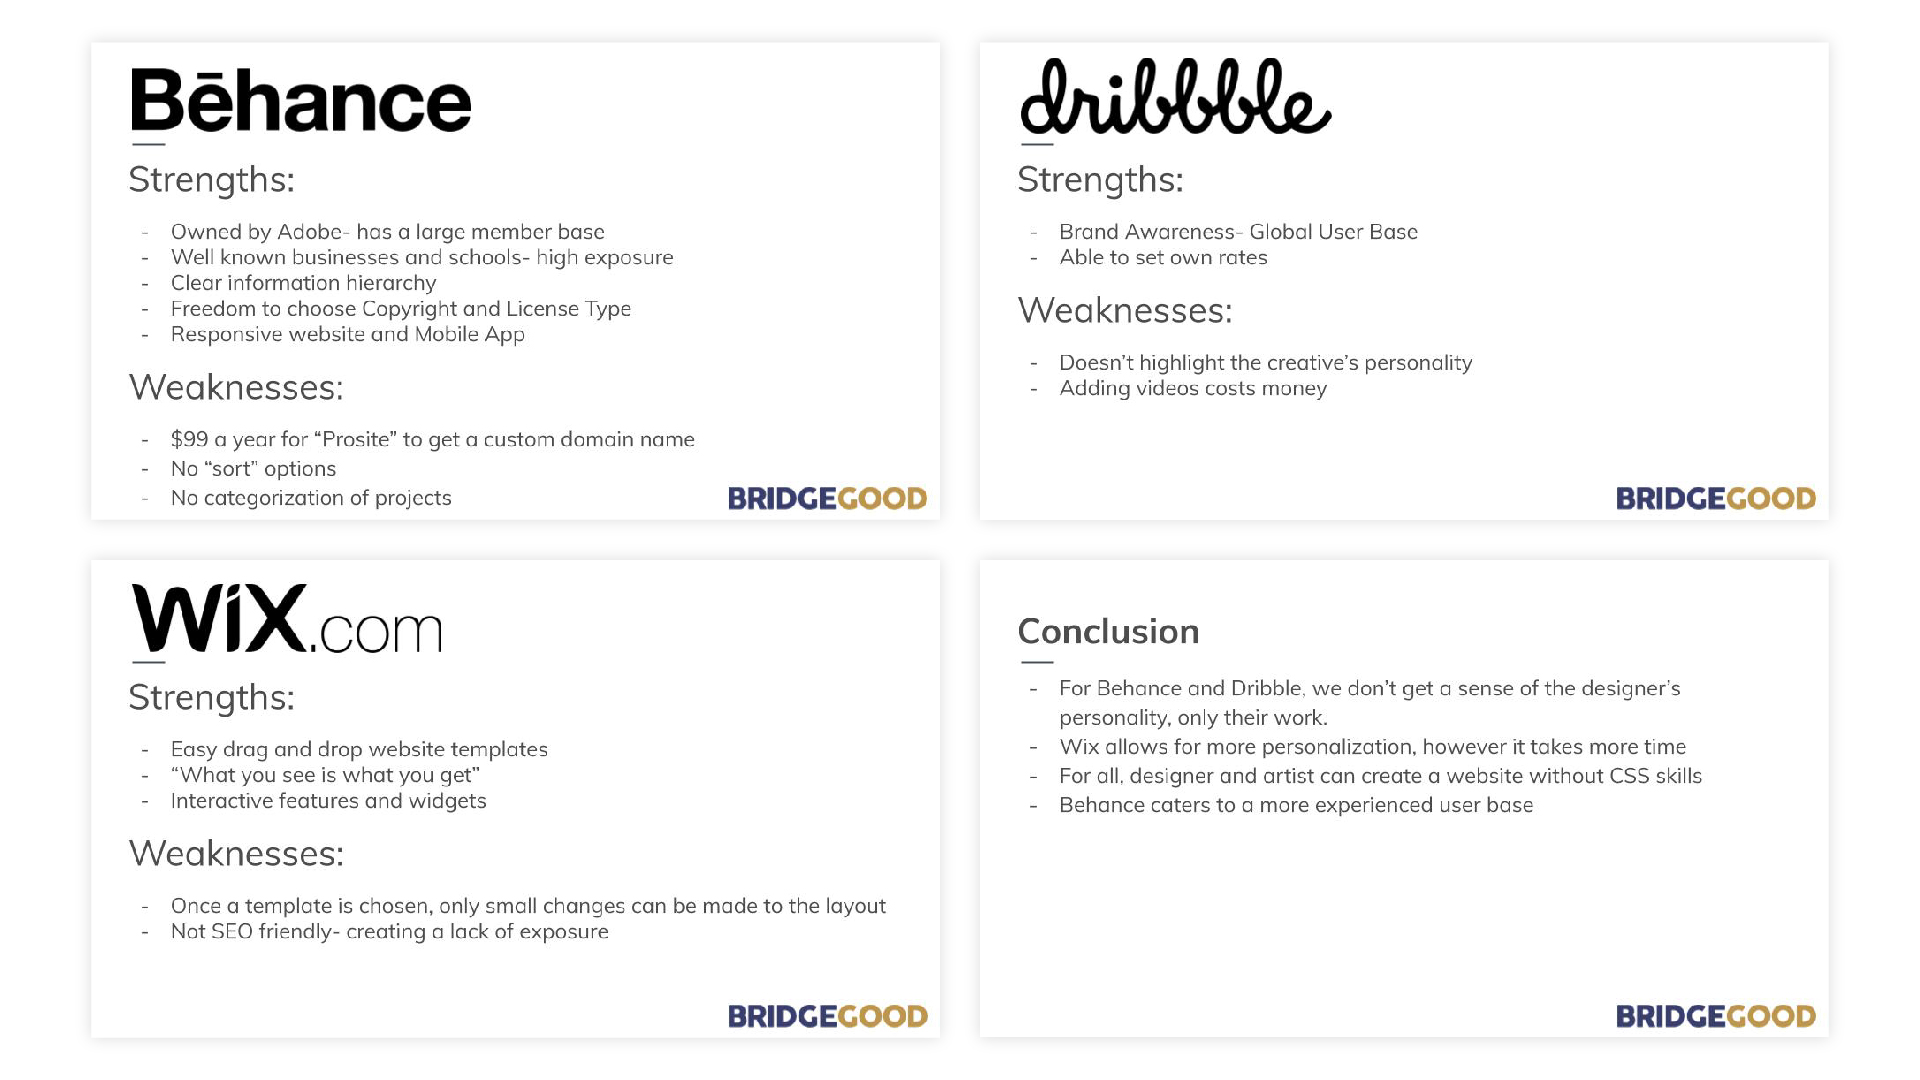 Bēhance
Strengths:
- Owned by Adobe- has a large member base
- Well known businesses and schools- high exposure
- Clear information hierarchy
- Freedom to choose Copyright and License Type
- Responsive website and Mobile App
Weaknesses:
- $99 a year for “Prosite” to get a custom domain name
- No “sort” options
- No categorization of projects
BRIDGEGOOD
dribbble
Strengths:
- Brand Awareness- Global User Base
- Able to set own rates
Weaknesses:
- Doesn’t highlight the creative’s personality
- Adding videos costs money
BRIDGEGOOD
WiX.com
Strengths:
- Easy drag and drop website templates
- “What you see is what you get”
- Interactive features and widgets
Weaknesses:
- Once a template is chosen, only small changes can be made to the layout
- Not SEO friendly- creating a lack of exposure
BRIDGEGOOD
Conclusion
- For Behance and Dribble, we don’t get a sense of the designer’s
personality, only their work.
- Wix allows for more personalization, however it takes more time
- For all, designer and artist can create a website without CSS skills
- Behance caters to a more experienced user base
BRIDGEGOOD